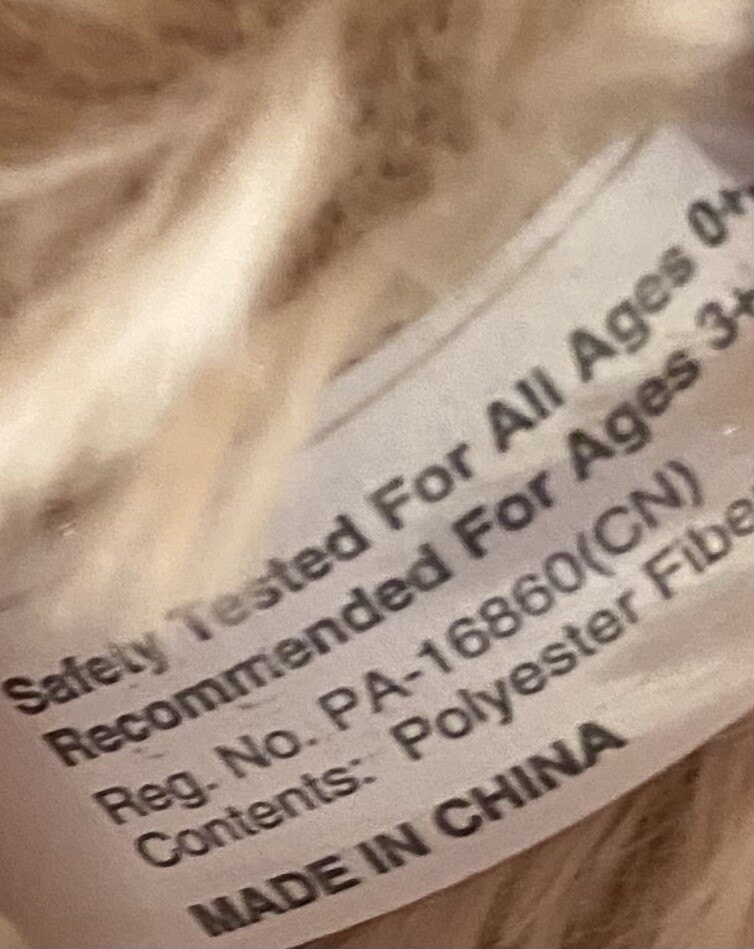 Safety Tested For All Ages 0+
Recommended For Ages 3+
Reg. No. PA-16860(CN)
Contents: Polyester Fibe
MADE IN CHINA